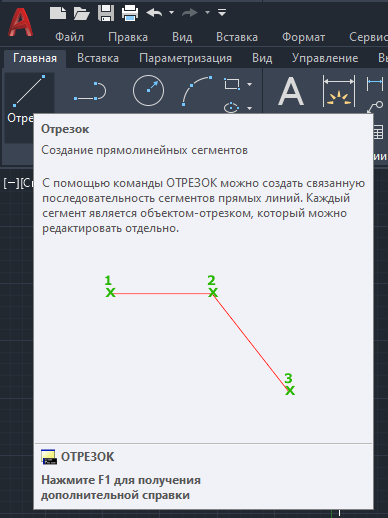 A
Файл Правка Вид Вставка Формат Сервис
Главная Вставка Параметризация Вид Управление
A
Отрезок
Создание прямолинейных сегментов
С помощью команды ОТРЕЗОК можно создать связанную
последовательность сегментов прямых линий. Каждый
сегмент является объектом-отрезком, который можно
редактировать отдельно.
1 2
X X
3
X
ОТРЕЗОК
Нажмите F1 для получения
дополнительной справки